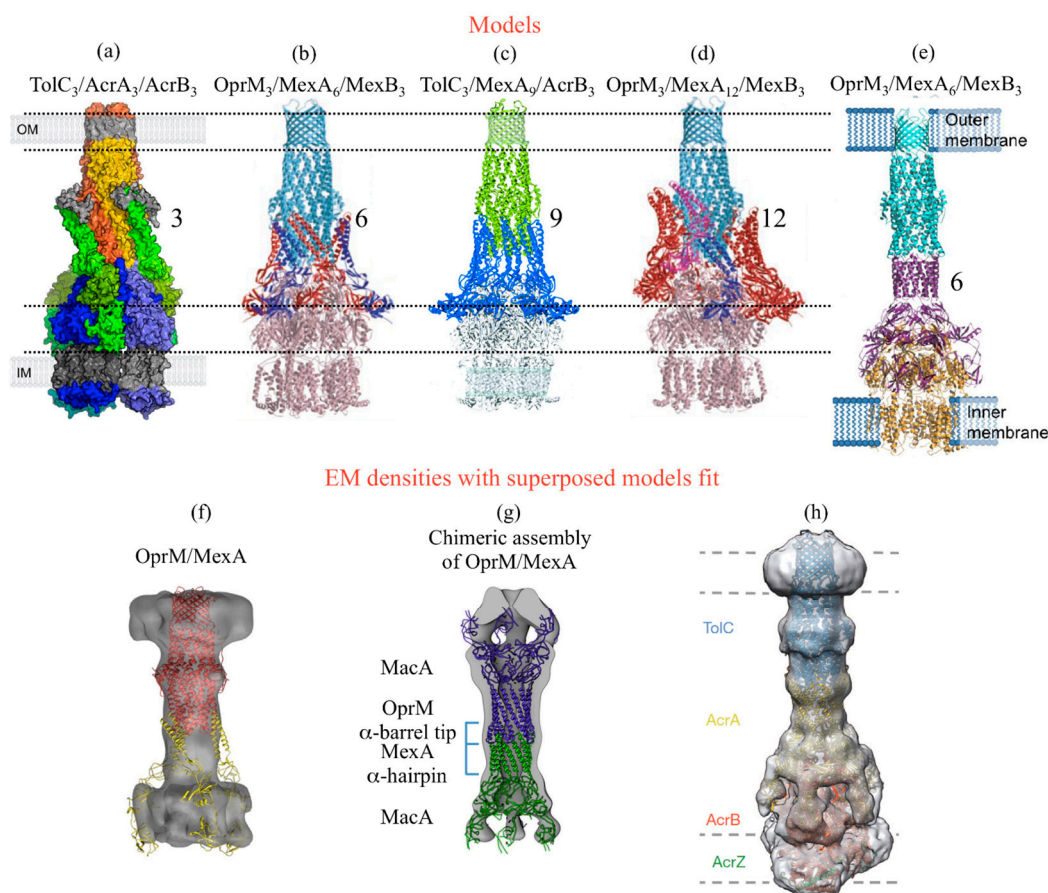 Models
(a)
(b)
(c)
(d)
(e)
TolC3/AcrA3/AcrB3
OprM3/MexA6/MexB3
TolC3/MexA9/AcrB3
OprM3/MexA12/MexB3
OprM3/MexA6/MexB3
OM
Outer
membrane
3
6
9
12
6
IM
Inner
membrane
EM densities with superposed models fit
(f)
(g)
(h)
OprM/MexA
Chimeric assembly
of OprM/MexA
TolC
MacA
AcrA
OprM
α-barrel tip
MexA
α-hairpin
MacA
AcrB
AcrZ